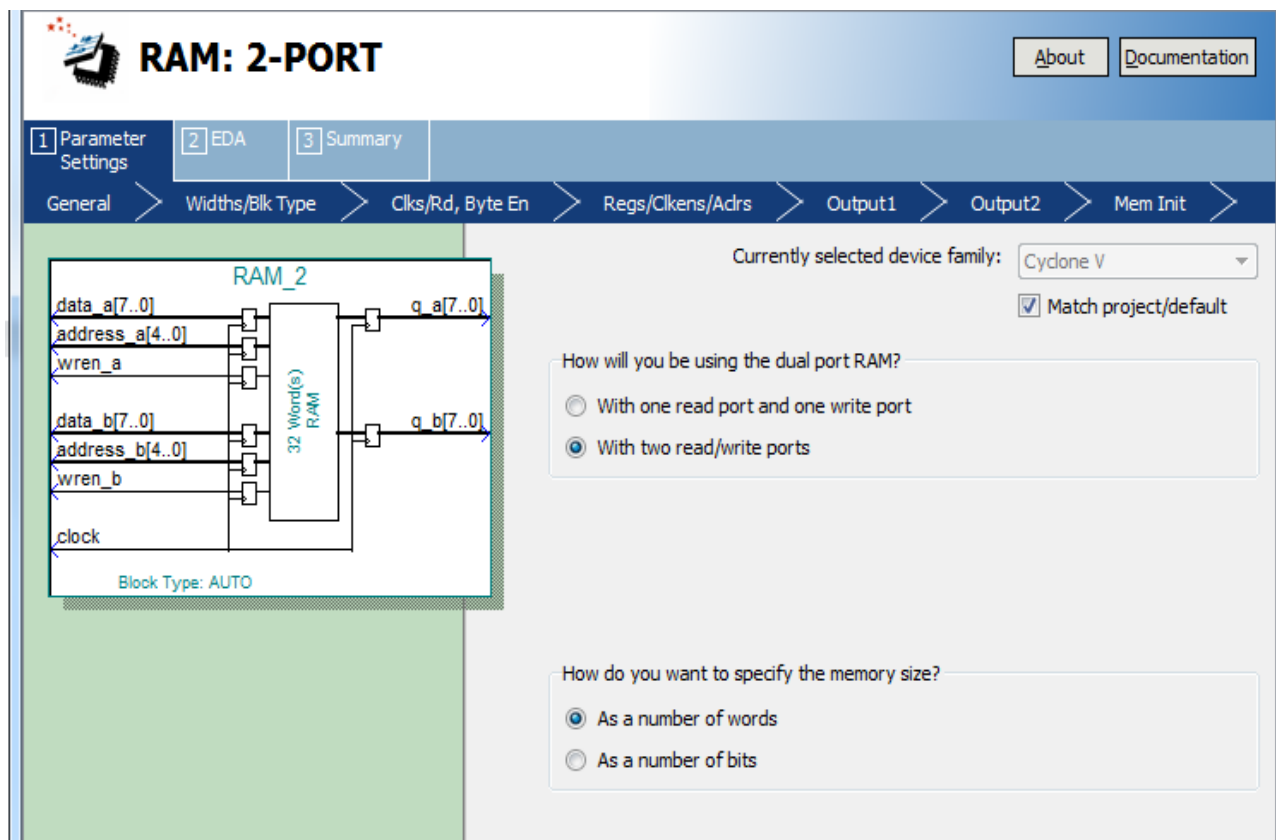 RAM: 2-PORT
About
Documentation
1 Parameter Settings
2 EDA
3 Summary
General
Widths/Blk Type
Clks/Rd, Byte En
Regs/Clkens/Aclrs
Output1
Output2
Mem Init
RAM_2
data_a[7..0]
q_a[7..0]
address_a[4..0]
wren_a
32 Word(s)
RAM
data_b[7..0]
q_b[7..0]
address_b[4..0]
wren_b
clock
Block Type: AUTO
Currently selected device family:
Cyclone V
Match project/default
How will you be using the dual port RAM?
With one read port and one write port
With two read/write ports
How do you want to specify the memory size?
As a number of words
As a number of bits